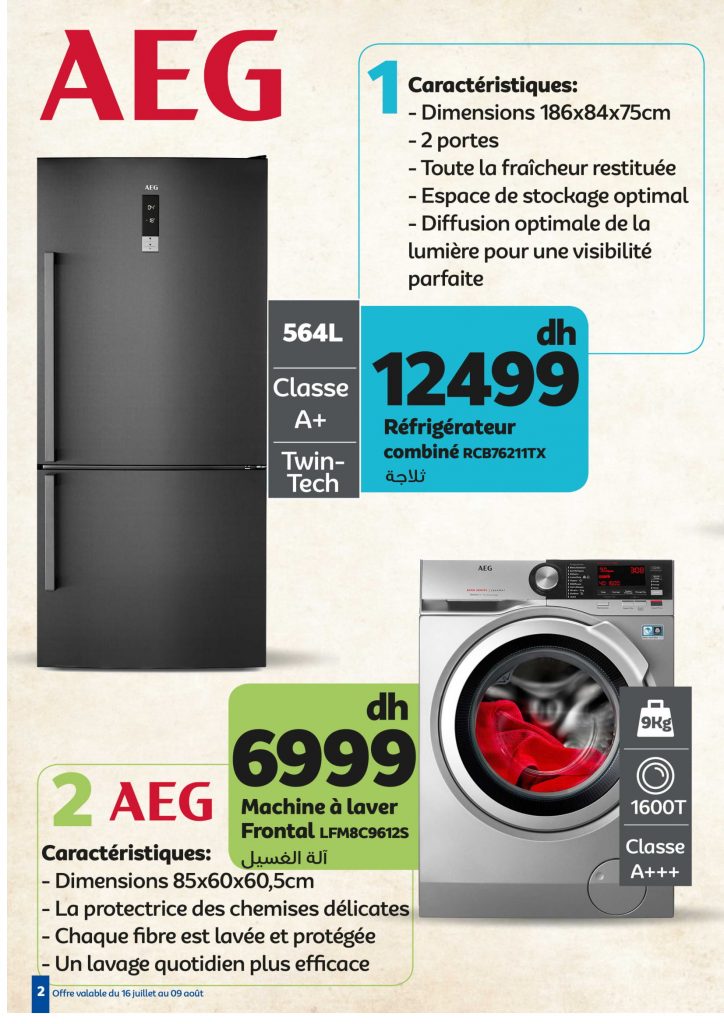 AEG
1
Caractéristiques:
- Dimensions 186x84x75cm
- 2 portes
- Toute la fraîcheur restituée
- Espace de stockage optimal
- Diffusion optimale de la
lumière pour une visibilité
parfaite
AEG
564L
Classe
A+
Twin-
Tech
dh
12499
Réfrigérateur
combiné RCB76211TX
ثلاجة
AEG
9Kg
1600T
Classe
A+++
dh
6999
Machine à laver
Frontal LFM8C9612S
آلة الغسيل
2 AEG
Caractéristiques:
- Dimensions 85x60x60,5cm
- La protectrice des chemises délicates
- Chaque fibre est lavée et protégée
- Un lavage quotidien plus efficace
2 Offre valable du 16 juillet au 09 août